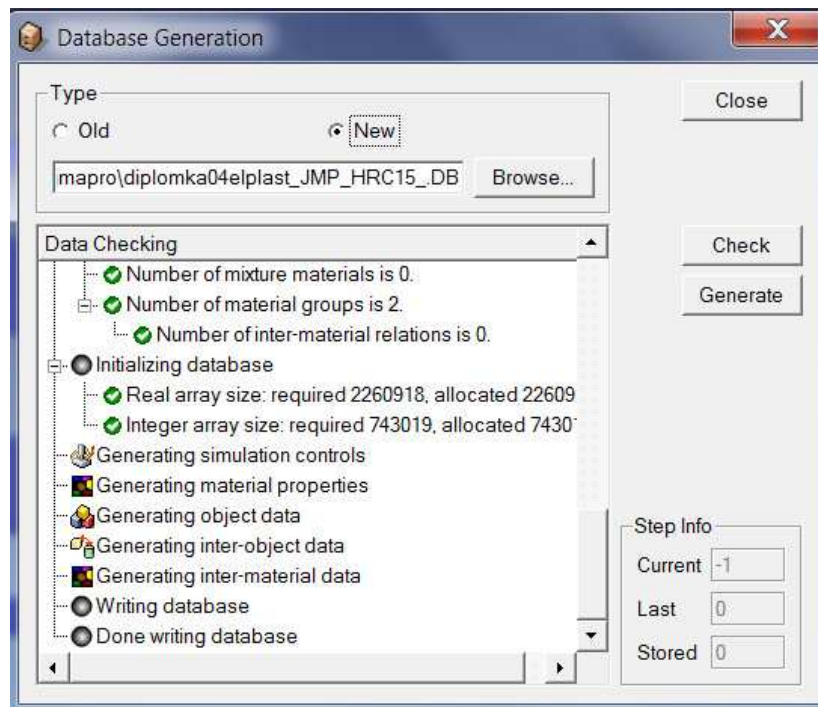 Database Generation
Type
Close
Old
New
mapro\diplomka04elplast_JMP_HRC15_.DB
Browse...
Data Checking
Check
Number of mixture materials is 0.
Generate
Number of material groups is 2.
Number of inter-material relations is 0.
Initializing database
Real array size: required 2260918, allocated 22609
Integer array size: required 743019, allocated 7430
Generating simulation controls
Generating material properties
Generating object data
Generating inter-object data
Generating inter-material data
Writing database
Done writing database
Step Info
Current -1
Last 0
Stored 0